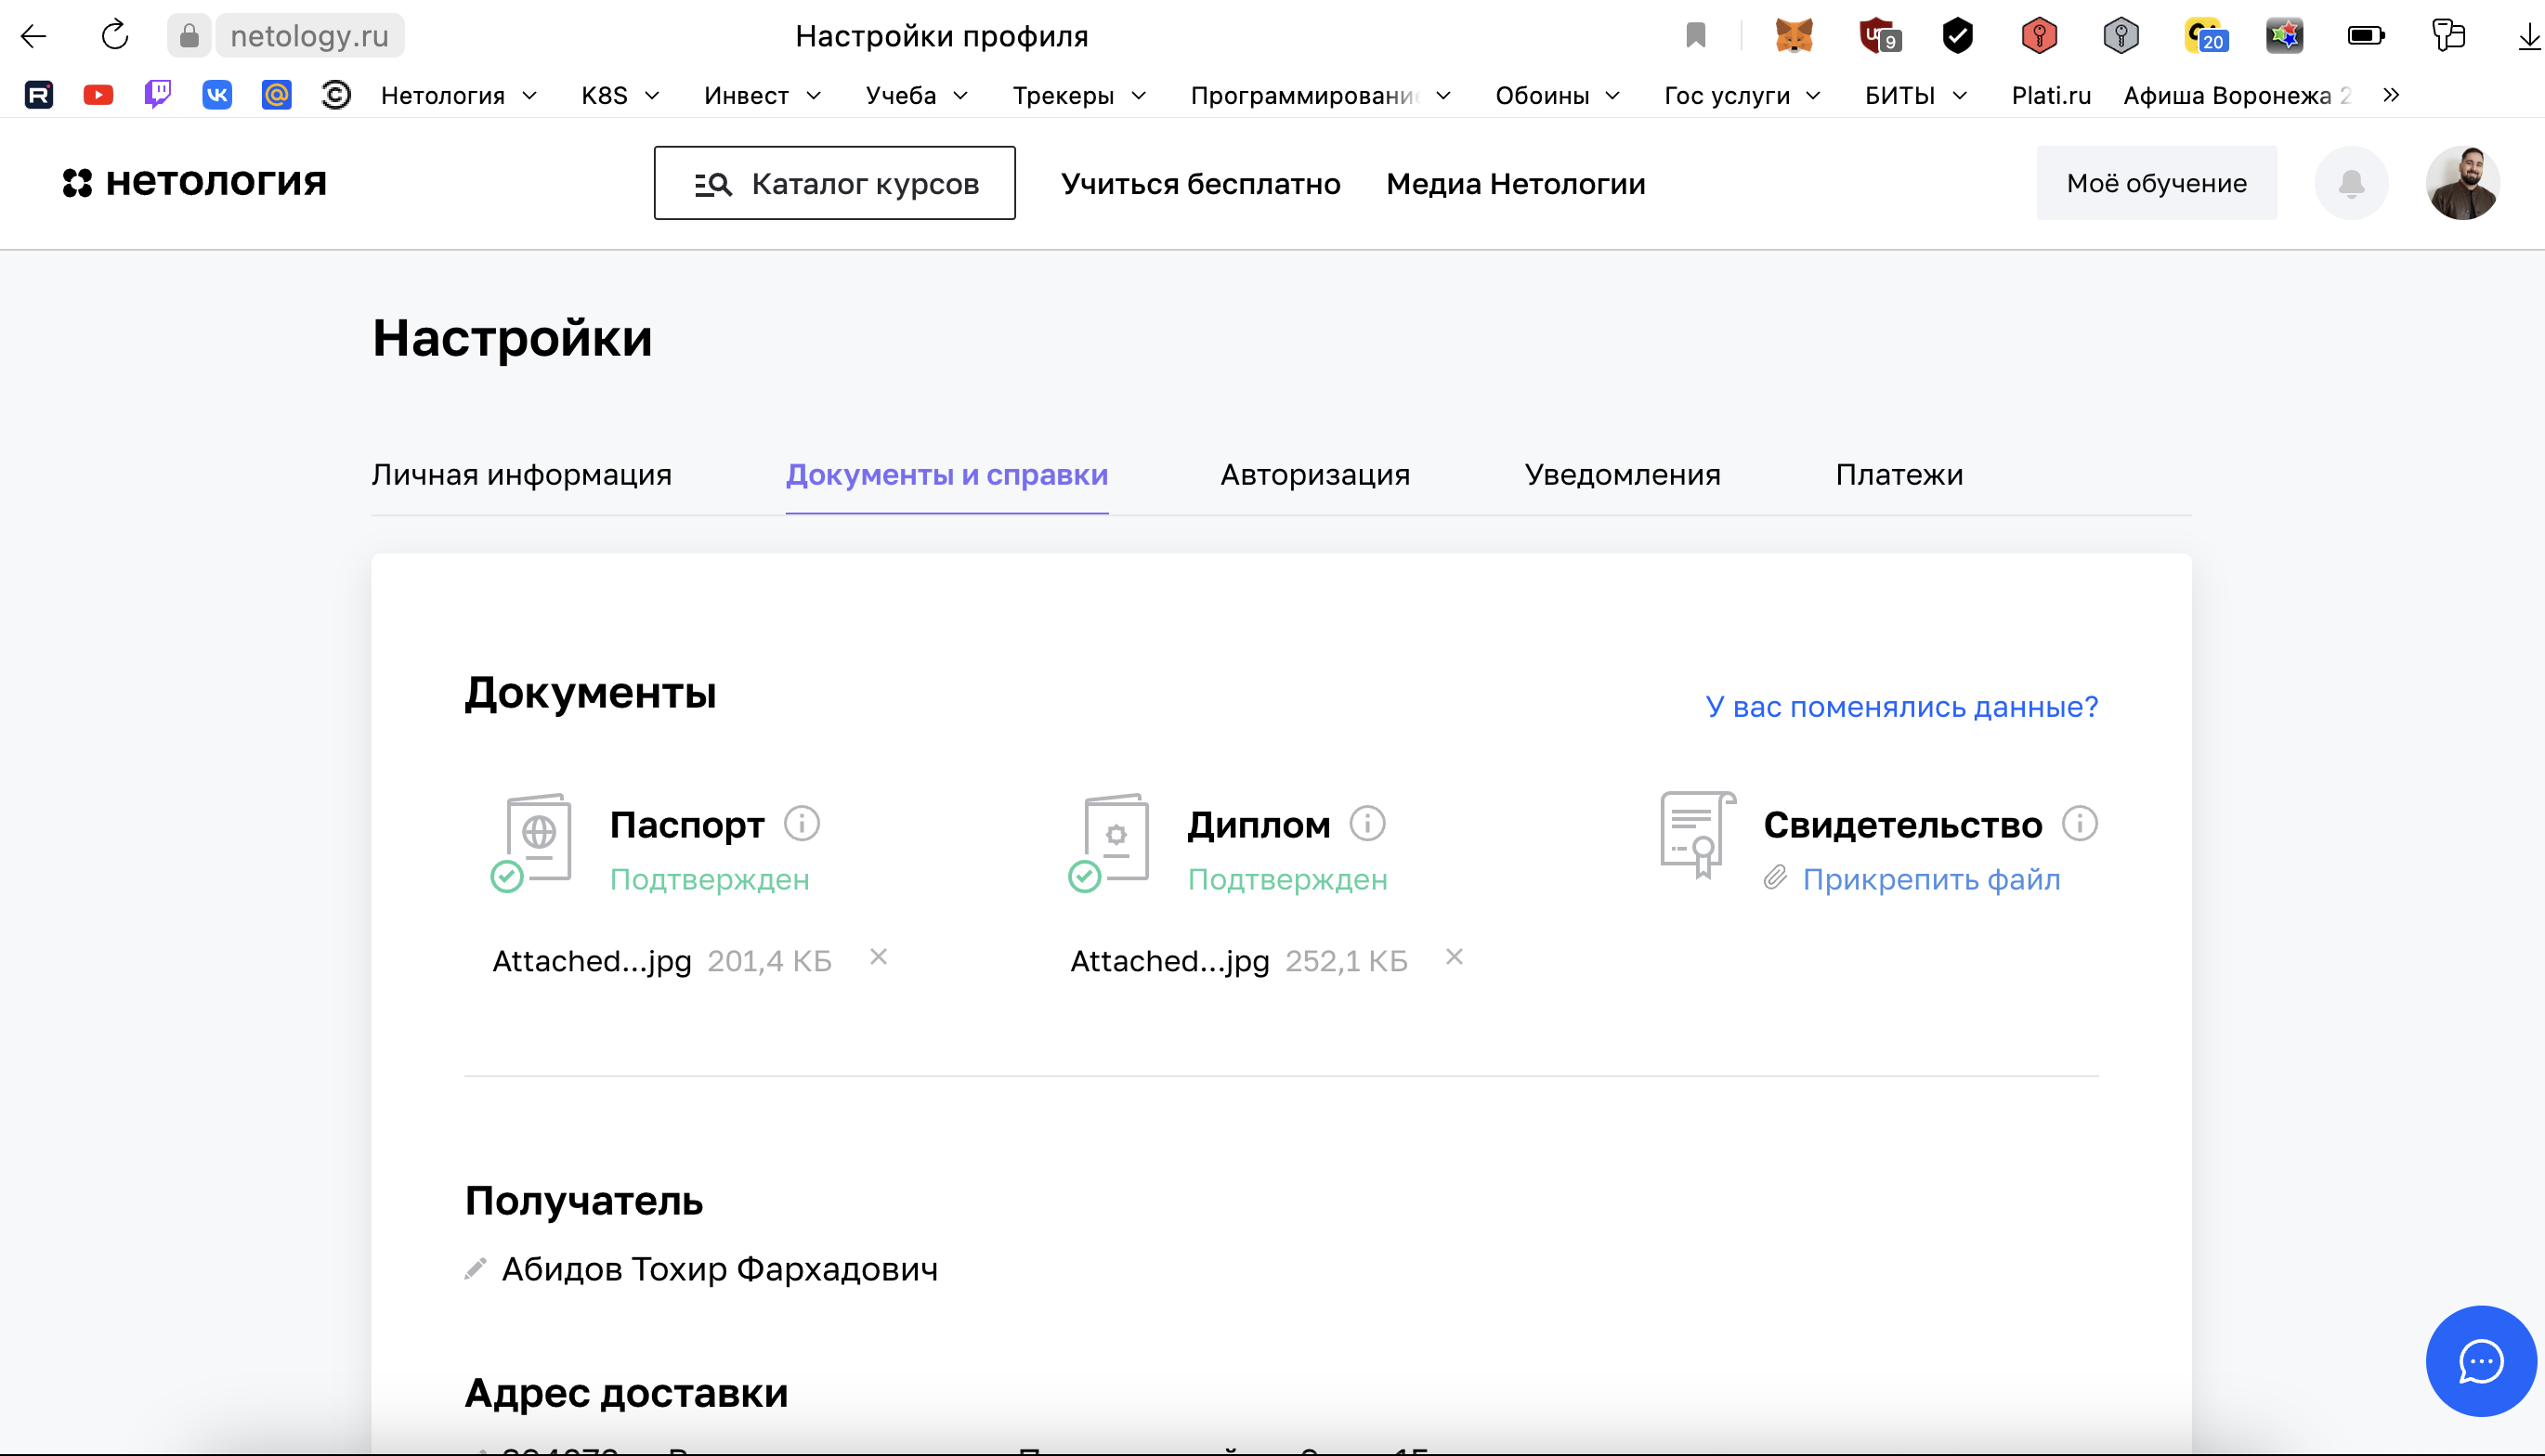 netology.ru Настройки профиля 9 20
Нетология K8S Инвест Учеба Трекеры Программировани Обоины Гос услуги БИТЫ Plati.ru Афиша Воронежа 2
нетология Каталог курсов Учиться бесплатно Медиа Нетологии Моё обучение
Настройки
Личная информация Документы и справки Авторизация Уведомления Платежи
Документы У вас поменялись данные?
Паспорт Диплом Свидетельство
Подтвержден Подтвержден Прикрепить файл
Attached...jpg 201,4 КБ Attached...jpg 252,1 КБ
Получатель
Абидов Тохир Фархадович
Адрес доставки